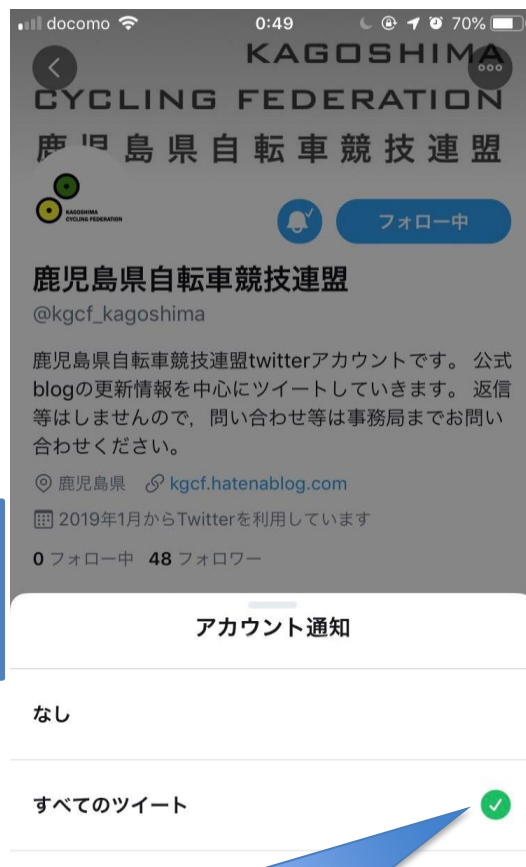 docomo 0:49 70%
KAGOSHIMA
CYCLING FEDERATION
鹿児島県自転車競技連盟
KAGOSHIMA
CYCLING FEDERATION
フォロー中
鹿児島県自転車競技連盟
@kgcf_kagoshima
鹿児島県自転車競技連盟twitterアカウントです。 公式
blogの更新情報を中心にツイートしていきます。 返信
等はしませんので，問い合わせ等は事務局までお問い
合わせください。
鹿児島県 kgcf.hatenablog.com
2019年1月からTwitterを利用しています
0 フォロー中 48 フォロワー
アカウント通知
なし
すべてのツイート